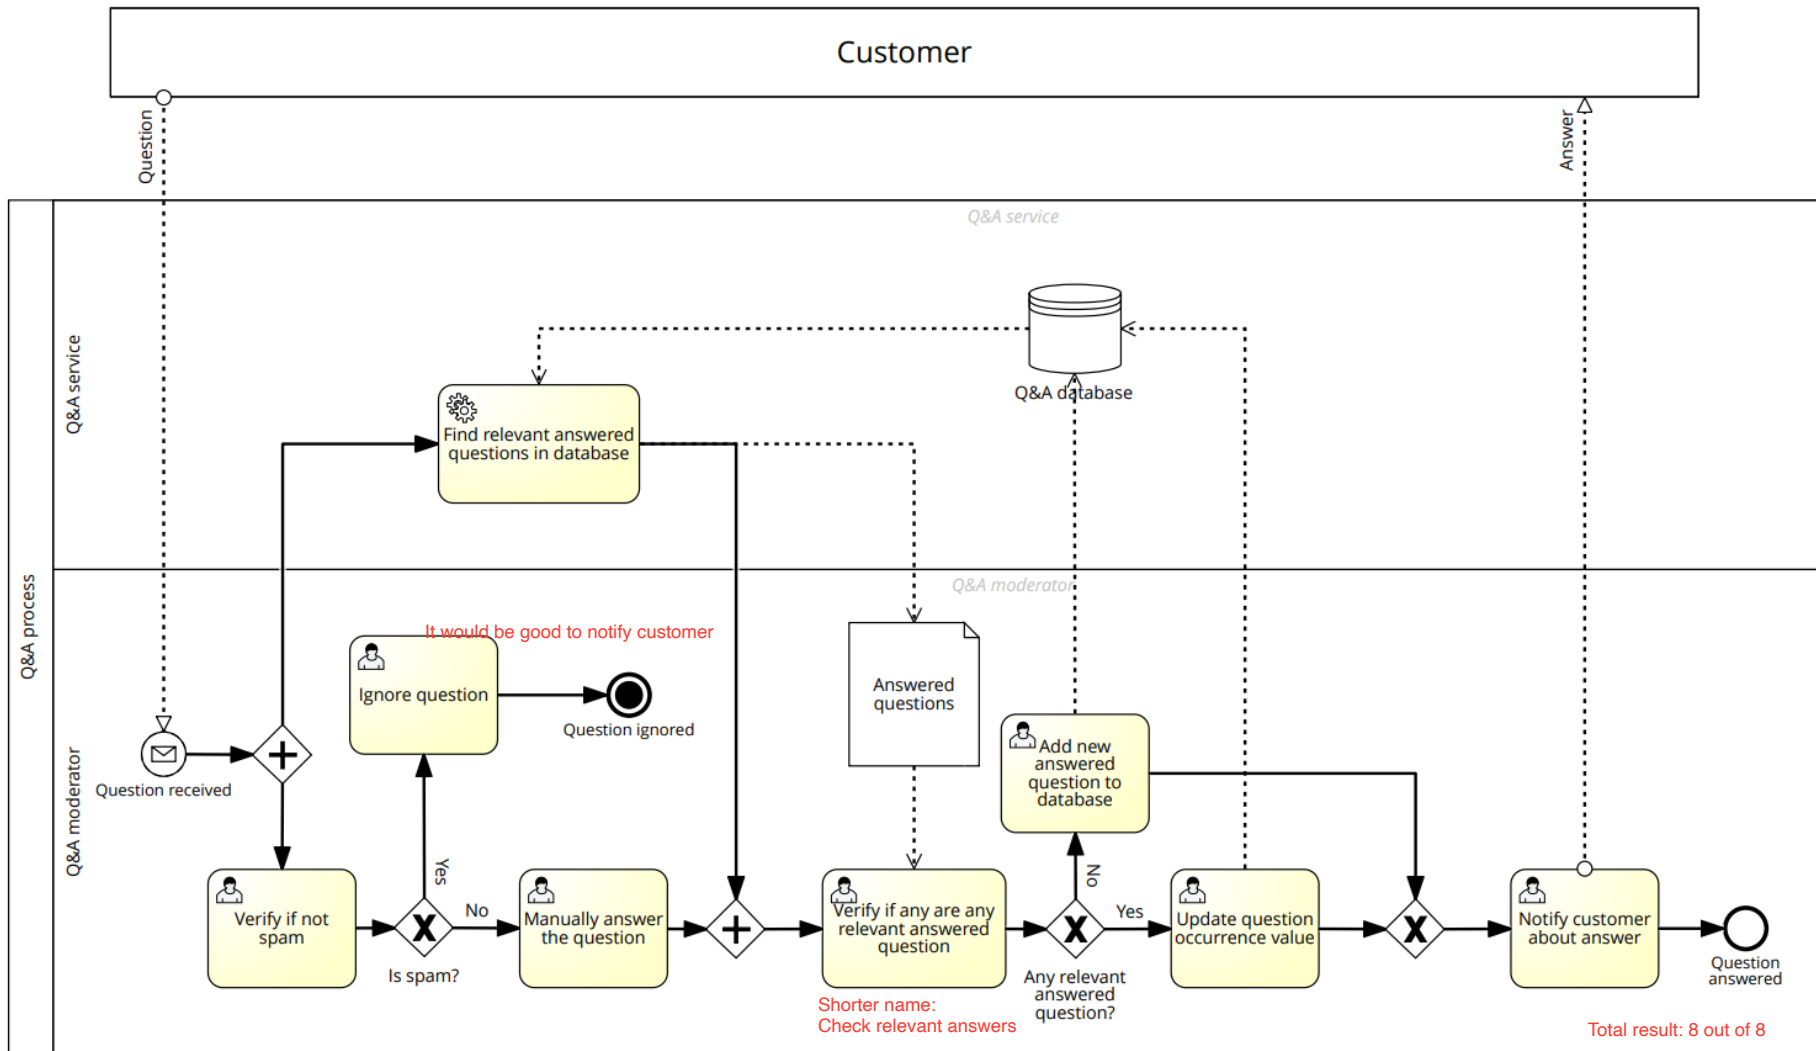 Customer
Question
Answer
Q&A service
Q&A process
Q&A service
Q&A database
Find relevant answered
questions in database
Q&A moderator
Q&A moderator
It would be good to notify customer
Ignore question
Question ignored
Answered
questions
Question received
Add new
answered
question to
database
Yes
No
Verify if not
spam
Is spam?
No
Manually answer
the question
Verify if any are any
relevant answered
question
Shorter name:
Check relevant answers
Any relevant
answered
question?
Yes
Update question
occurrence value
Notify customer
about answer
Question
answered
Total result: 8 out of 8